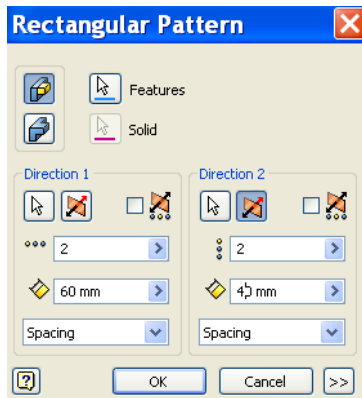 Rectangular Pattern
Features
Solid
Direction 1
Direction 2
2
2
60 mm
mm
Spacing
Spacing
OK
Cancel
>>